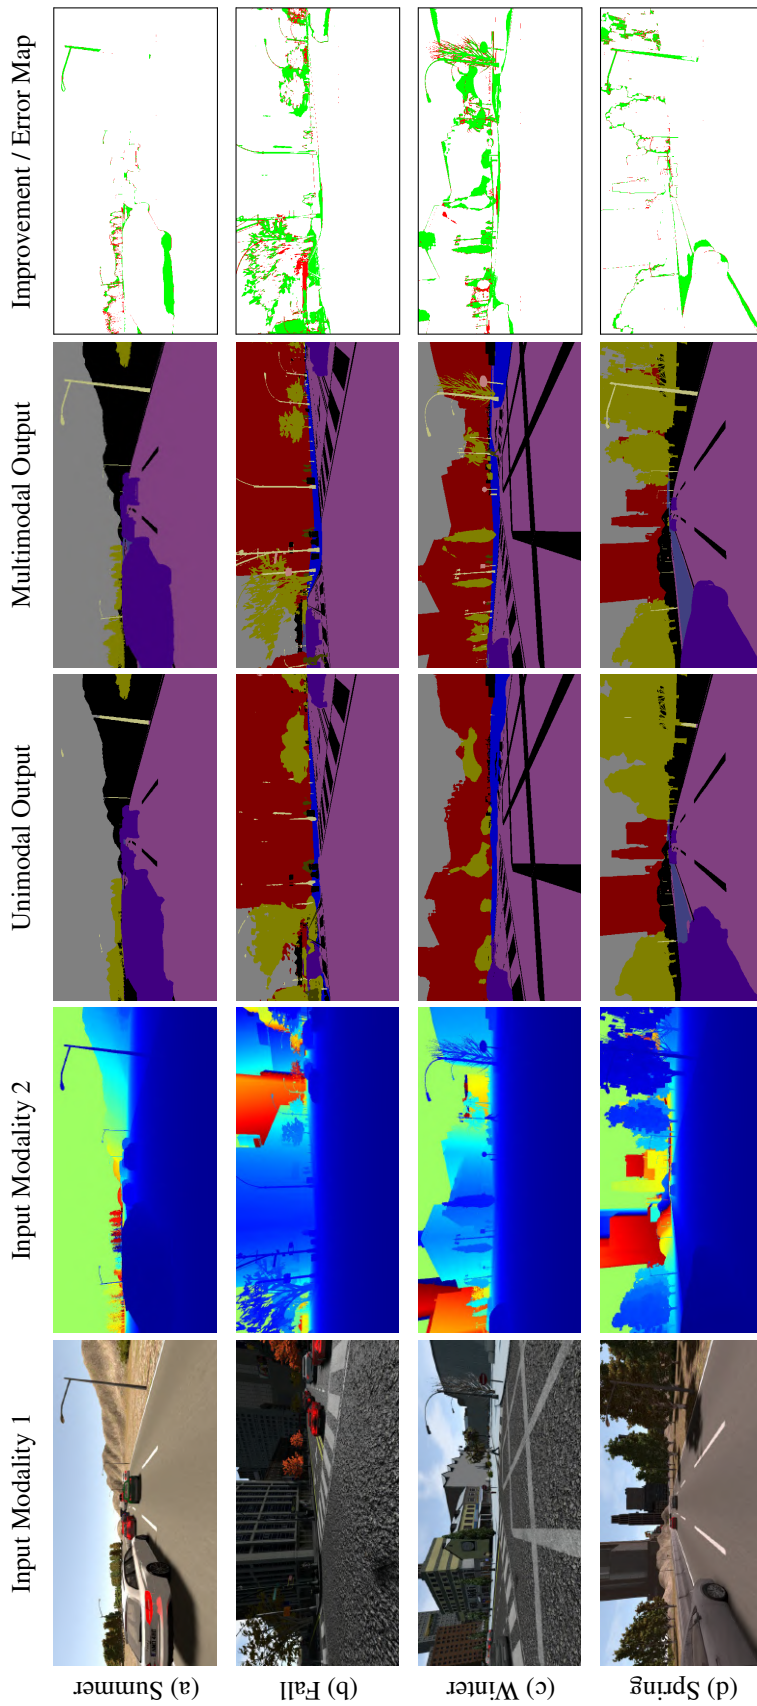 Input Modality 1
Input Modality 2
Unimodal Output
Multimodal Output
Improvement / Error Map
(a) Summer
(b) Fall
(c) Winter
(d) Spring